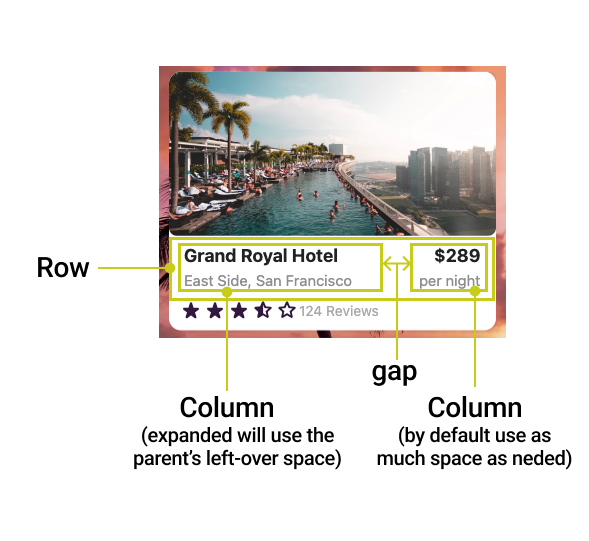 Grand Royal Hotel
$289
Row
East Side, San Francisco
per night
124 Reviews
gap
Column
(expanded will use the
parent's left-over space)
Column
(by default use as
much space as neded)